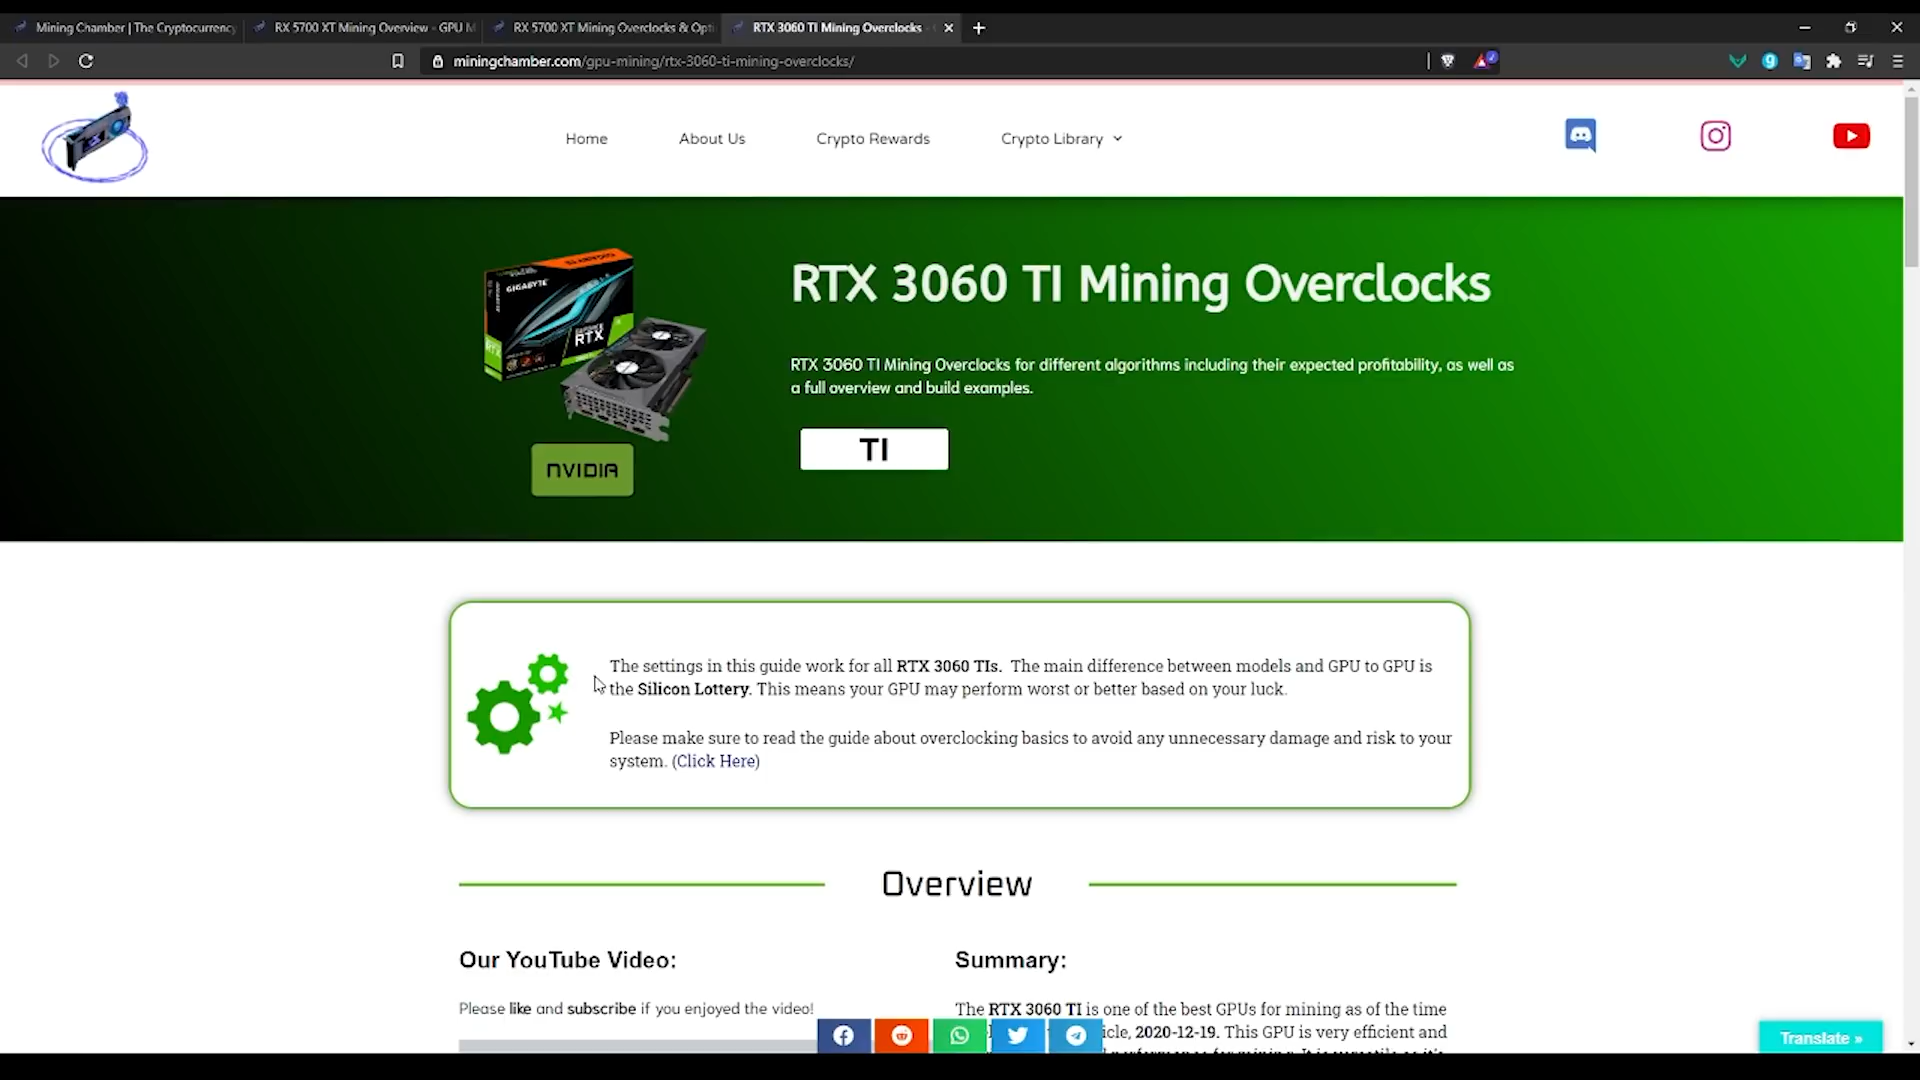 Mining Chamber | The Cryptocurrency
RX 5700 XT Mining Overview - GPU M
RX 5700 XT Mining Overclocks & Opti
RTX 3060 TI Mining Overclocks -
miningchamber.com/gpu-mining/rtx-3060-ti-mining-overclocks/
Home
About Us
Crypto Rewards
Crypto Library
RTX 3060 TI Mining Overclocks
GIGABYTE
RTX
RTX 3060 TI Mining Overclocks for different algorithms including their expected profitability, as well as
a full overview and build examples.
TI
NVIDIA
The settings in this guide work for all RTX 3060 TIs. The main difference between models and GPU to GPU is
the Silicon Lottery. This means your GPU may perform worst or better based on your luck.
Please make sure to read the guide about overclocking basics to avoid any unnecessary damage and risk to your
system. (Click Here)
Overview
Our YouTube Video:
Please like and subscribe if you enjoyed the video!
Summary:
The RTX 3060 TI is one of the best GPUs for mining as of the time
icle, 2020-12-19. This GPU is very efficient and
Translate »